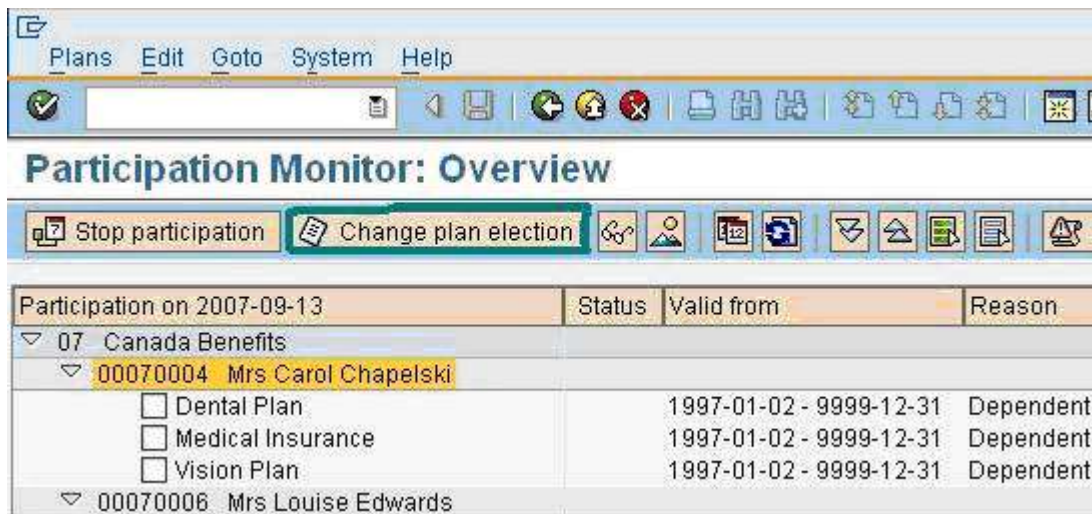 Plans Edit Goto System Help
Participation Monitor: Overview
Stop participation Change plan election
Participation on 2007-09-13 Status Valid from Reason
07 Canada Benefits
00070004 Mrs Carol Chapelski
Dental Plan 1997-01-02 - 9999-12-31 Dependent
Medical Insurance 1997-01-02 - 9999-12-31 Dependent
Vision Plan 1997-01-02 - 9999-12-31 Dependent
00070006 Mrs Louise Edwards